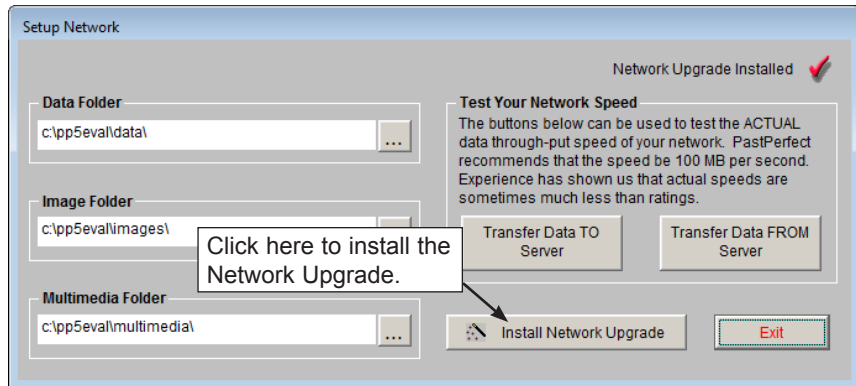 Setup Network
Network Upgrade Installed
Data Folder
c:\pp5eval\data\
...
Image Folder
c:\pp5eval\images\
Click here to install the
Network Upgrade.
Multimedia Folder
c:\pp5eval\multimedia\
...
Test Your Network Speed
The buttons below can be used to test the ACTUAL
data through-put speed of your network. PastPerfect
recommends that the speed be 100 MB per second.
Experience has shown us that actual speeds are
sometimes much less than ratings.
Transfer Data TO
Server
Transfer Data FROM
Server
Install Network Upgrade
Exit